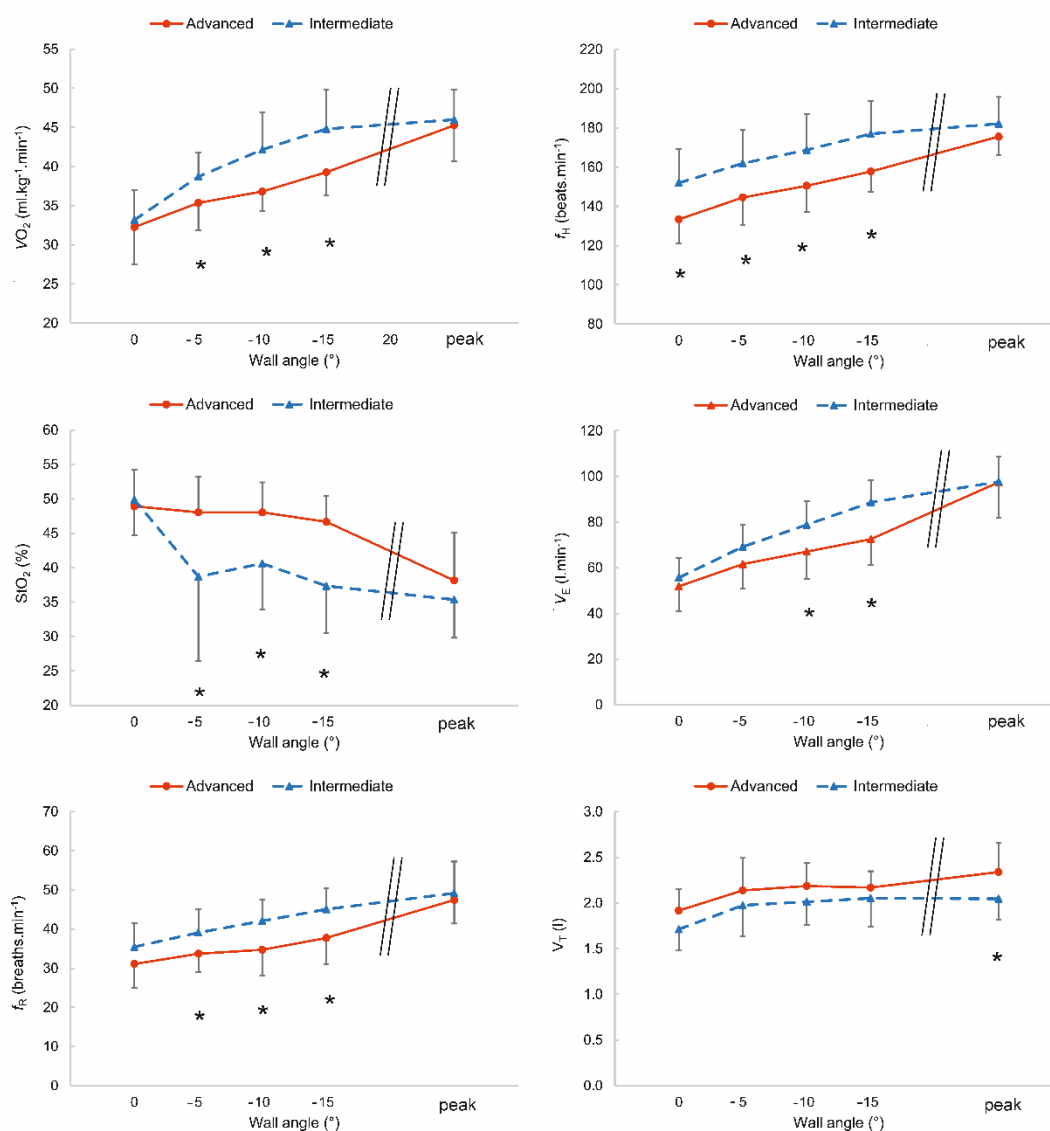 Advanced Intermediate
55
50
45
40
35
30
25
20
VO₂ (ml.kg⁻¹.min⁻¹)
*
*
*
0 -5 -10 -15 20 peak
Wall angle (°)
Advanced Intermediate
220
200
180
160
140
120
100
80
fH (beats.min⁻¹)
*
*
*
*
0 -5 -10 -15 peak
Wall angle (°)
Advanced Intermediate
60
55
50
45
40
35
30
25
20
StO₂ (%)
*
*
*
0 -5 -10 -15 peak
Wall angle (°)
Advanced Intermediate
120
100
80
60
40
20
0
VE (l.min⁻¹)
*
*
0 -5 -10 -15 peak
Wall angle (°)
Advanced Intermediate
70
60
50
40
30
20
10
0
fR (breaths.min⁻¹)
*
*
*
0 -5 -10 -15 peak
Wall angle (°)
Advanced Intermediate
3.0
2.5
2.0
1.5
1.0
0.5
0.0
VT (l)
*
0 -5 -10 -15 peak
Wall angle (°)